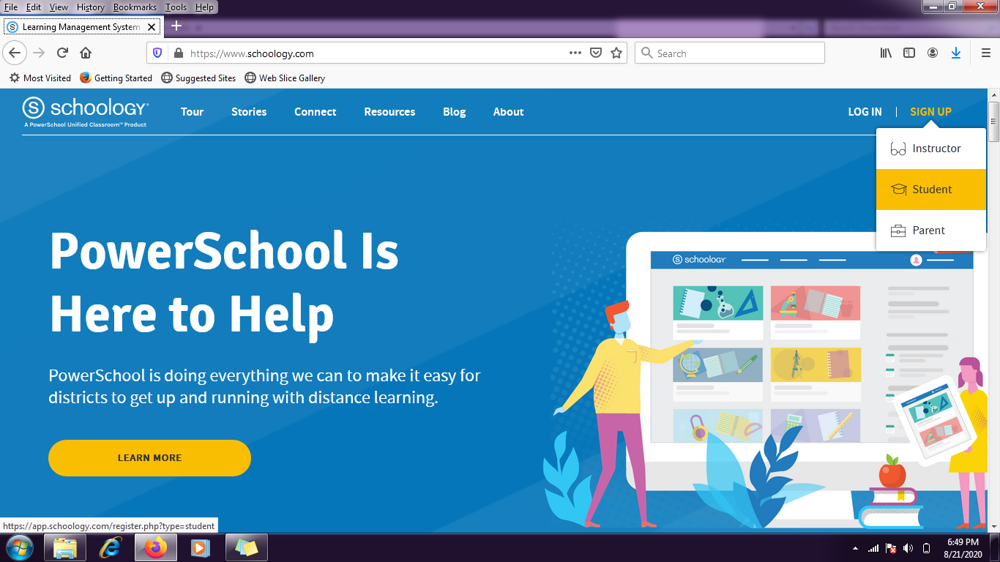 File Edit View History Bookmarks Tools Help
Learning Management System
https://www.schoology.com
Search
Most Visited Getting Started Suggested Sites Web Slice Gallery
S schoology®
A PowerSchool Unified Classroom™ Product
Tour Stories Connect Resources Blog About
LOG IN | SIGN UP
Instructor
Student
Parent
PowerSchool Is
Here to Help
PowerSchool is doing everything we can to make it easy for
districts to get up and running with distance learning.
LEARN MORE
S schoology
https://app.schoology.com/register.php?type=student
6:49 PM
8/21/2020